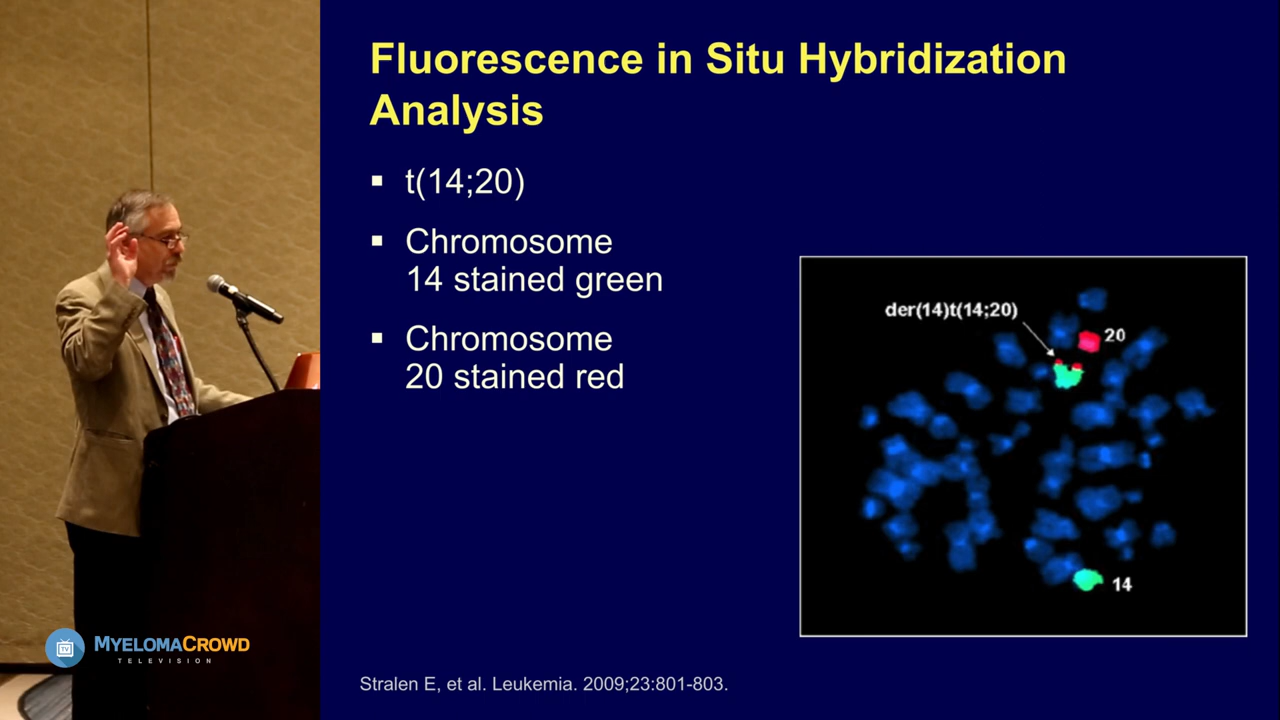 Fluorescence in Situ Hybridization
Analysis
▪ t(14;20)
▪ Chromosome
14 stained green
▪ Chromosome
20 stained red
der(14)t(14;20)
20
14
TV
MYELOMACROWD
TELEVISION
Stralen E, et al. Leukemia. 2009;23:801-803.